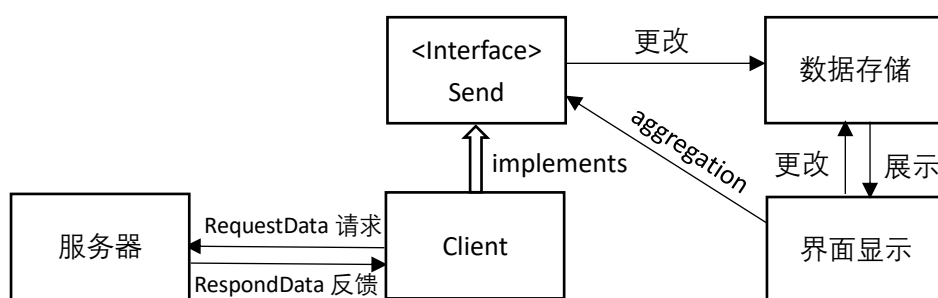 <Interface>
Send
更改
数据存储
aggregation
implements
更改
展示
服务器
RequestData 请求
RespondData 反馈
Client
界面显示